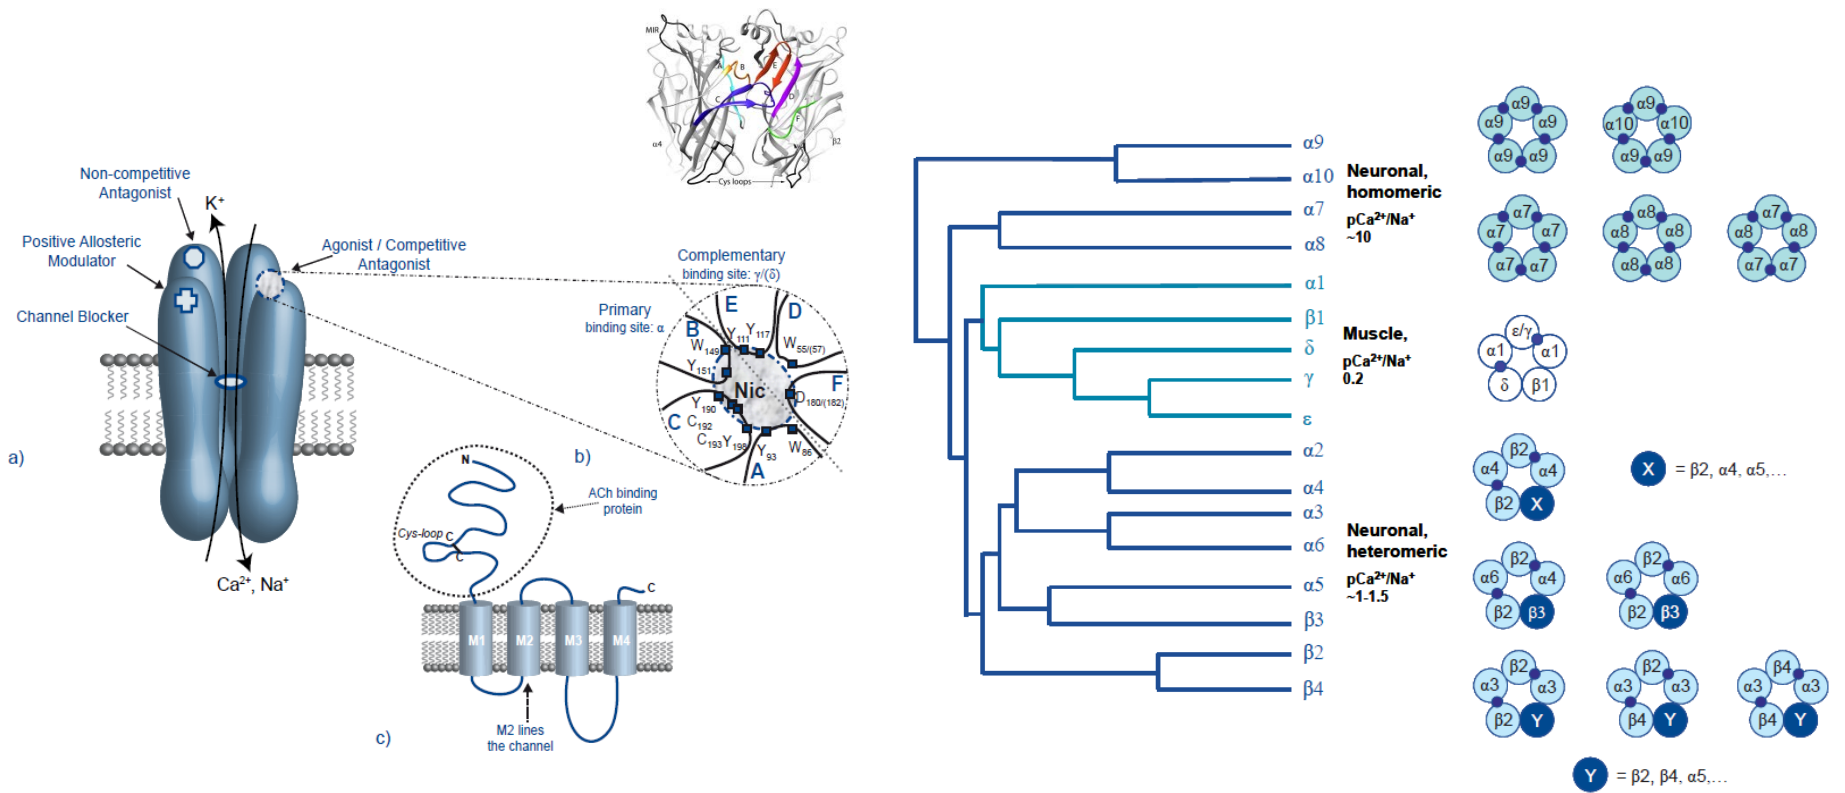 MIR
A
B
E
C
D
F
α4
β2
Cys loops
Non-competitive
Antagonist
K⁺
Positive Allosteric
Modulator
Agonist / Competitive
Antagonist
Channel Blocker
Ca²⁺, Na⁺
a)
Complementary
binding site: γ/(δ)
Primary
binding site: α
E
D
B
Y₁₁₁
Y₁₁₇
W₁₄₉
W₅₅/₍₅₇₎
Y₁₅₁
F
Nic
D₁₈₀/₍₁₈₂₎
Y₁₉₀
C
C₁₉₂
C₁₉₃
Y₁₉₈
Y₉₃
W₈₆
A
b)
N
ACh binding
protein
Cys-loop
C
C
C
M1
M2
M3
M4
M2 lines
the channel
c)
α9
α10
α7
α8
α1
β1
δ
γ
ε
α2
α4
α3
α6
α5
β3
β2
β4
Neuronal,
homomeric
pCa²⁺/Na⁺
~10
Muscle,
pCa²⁺/Na⁺
0.2
Neuronal,
heteromeric
pCa²⁺/Na⁺
~1-1.5
α9 α9 α9 α9 α9
α9 α10 α10 α9 α9
α7 α7 α7 α7 α7
α8 α8 α8 α8 α8
α7 α8 α8 α7 α7
ε/γ α1 α1 δ β1
β2 α4 α4 β2 X
X = β2, α4, α5,...
β2 α6 α4 β2 β3
β2 α6 α6 β2 β3
β2 α3 α3 β2 Y
β2 α3 α3 β4 Y
β4 α3 α3 β4 Y
Y = β2, β4, α5,...